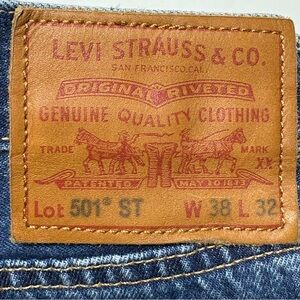 LEVI STRAUSS & CO.
SAN FRANCISCO, CAL.
ORIGINAL RIVETED
GENUINE QUALITY CLOTHING
TRADE MARK
XX
PATENTED MAY 20 1873
Lot 501® ST W 38 L 32